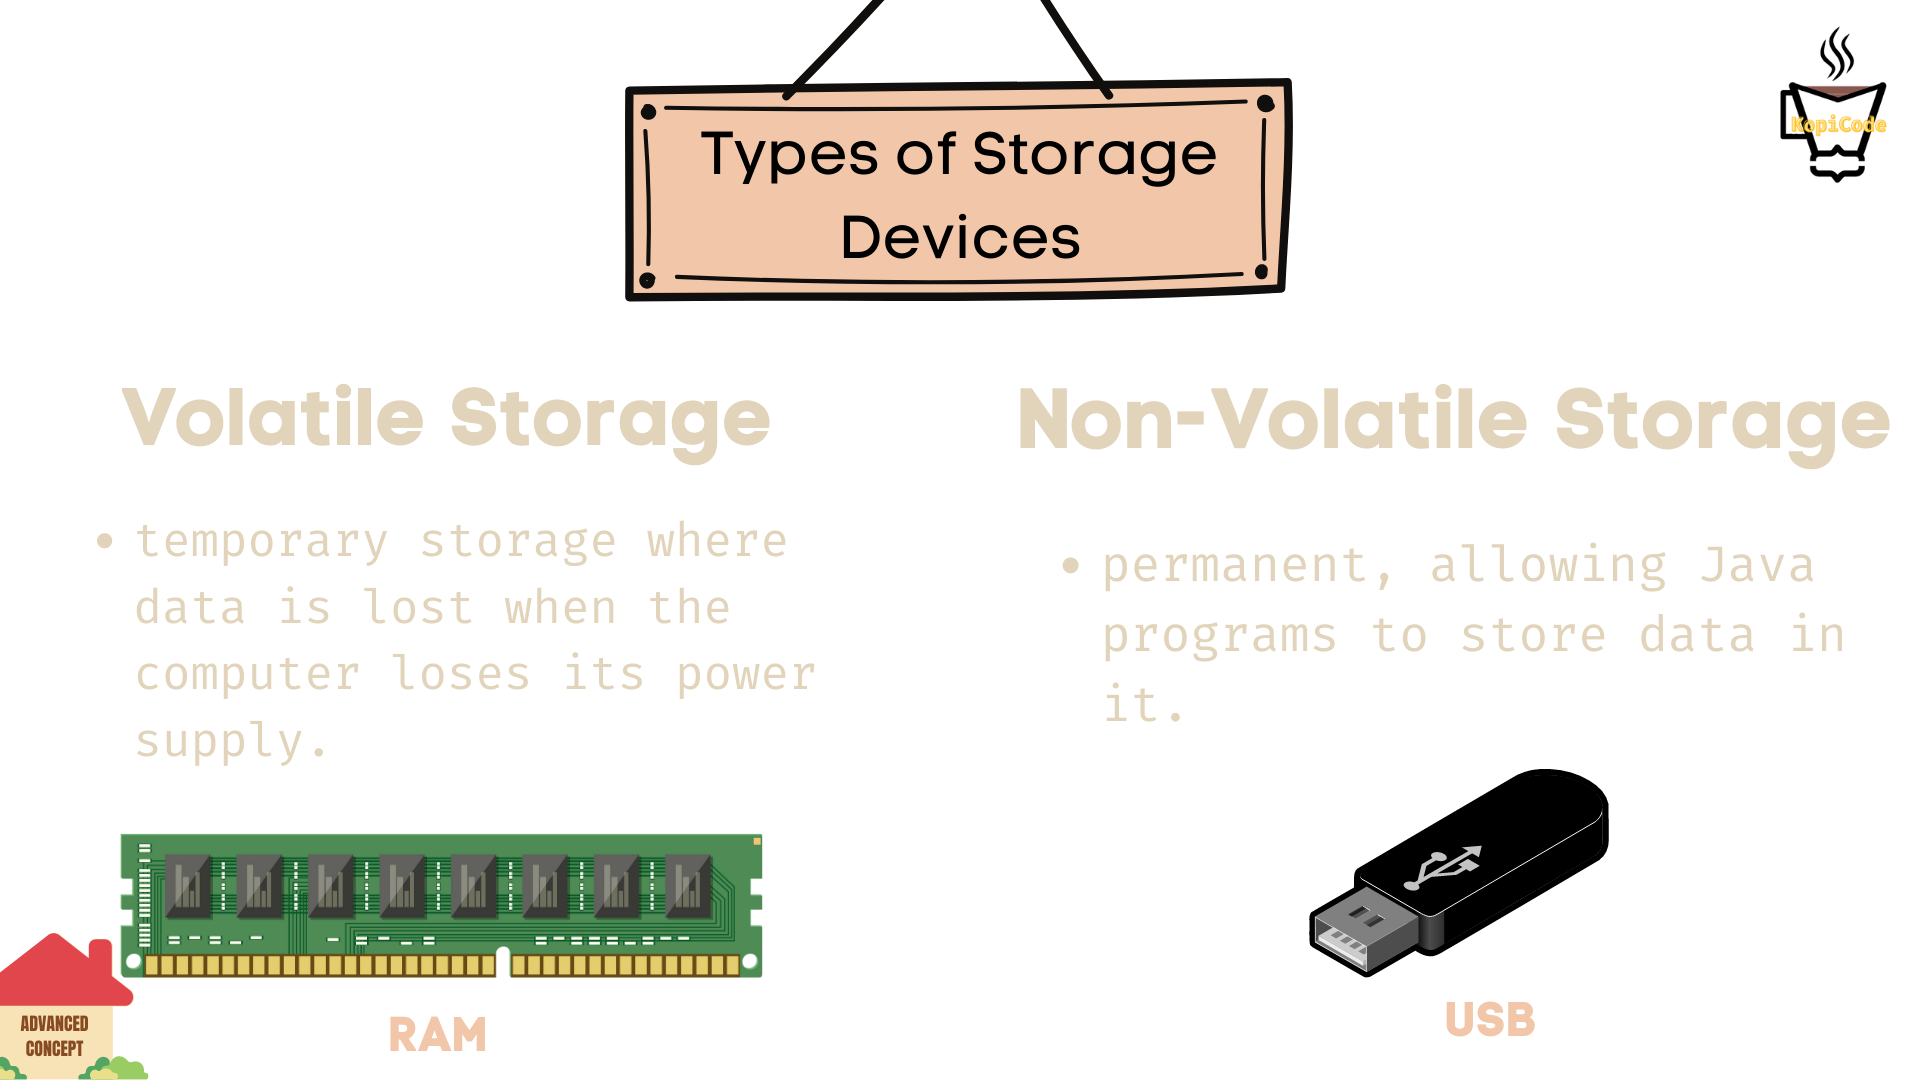 Types of Storage
Devices
KopiCode
Volatile Storage
• temporary storage where
data is lost when the
computer loses its power
supply.
RAM
Non-Volatile Storage
• permanent, allowing Java
programs to store data in
it.
USB
ADVANCED
CONCEPT